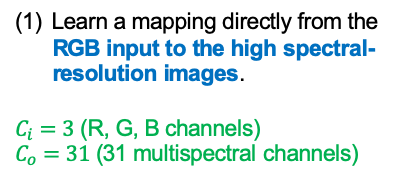 (1) Learn a mapping directly from the
RGB input to the high spectral-
resolution images.
Cᵢ = 3 (R, G, B channels)
Cₒ = 31 (31 multispectral channels)